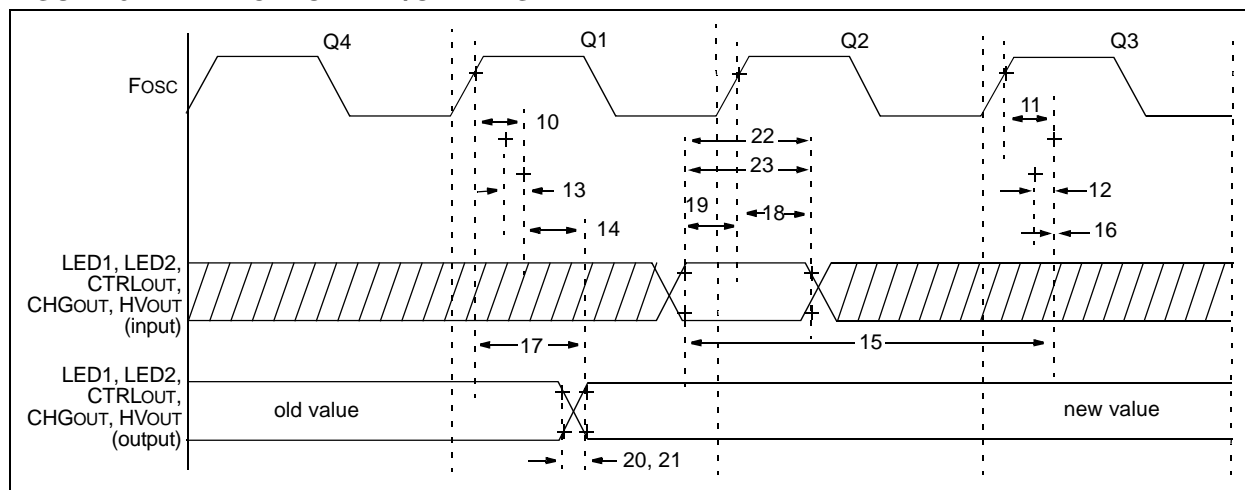 Q4
Q1
Q2
Q3
FOSC
10
11
22
23
13
12
19
18
14
16
LED1, LED2,
CTRLOUT,
CHGOUT, HVOUT
(input)
17
15
LED1, LED2,
CTRLOUT,
CHGOUT, HVOUT
(output)
old value
new value
20, 21